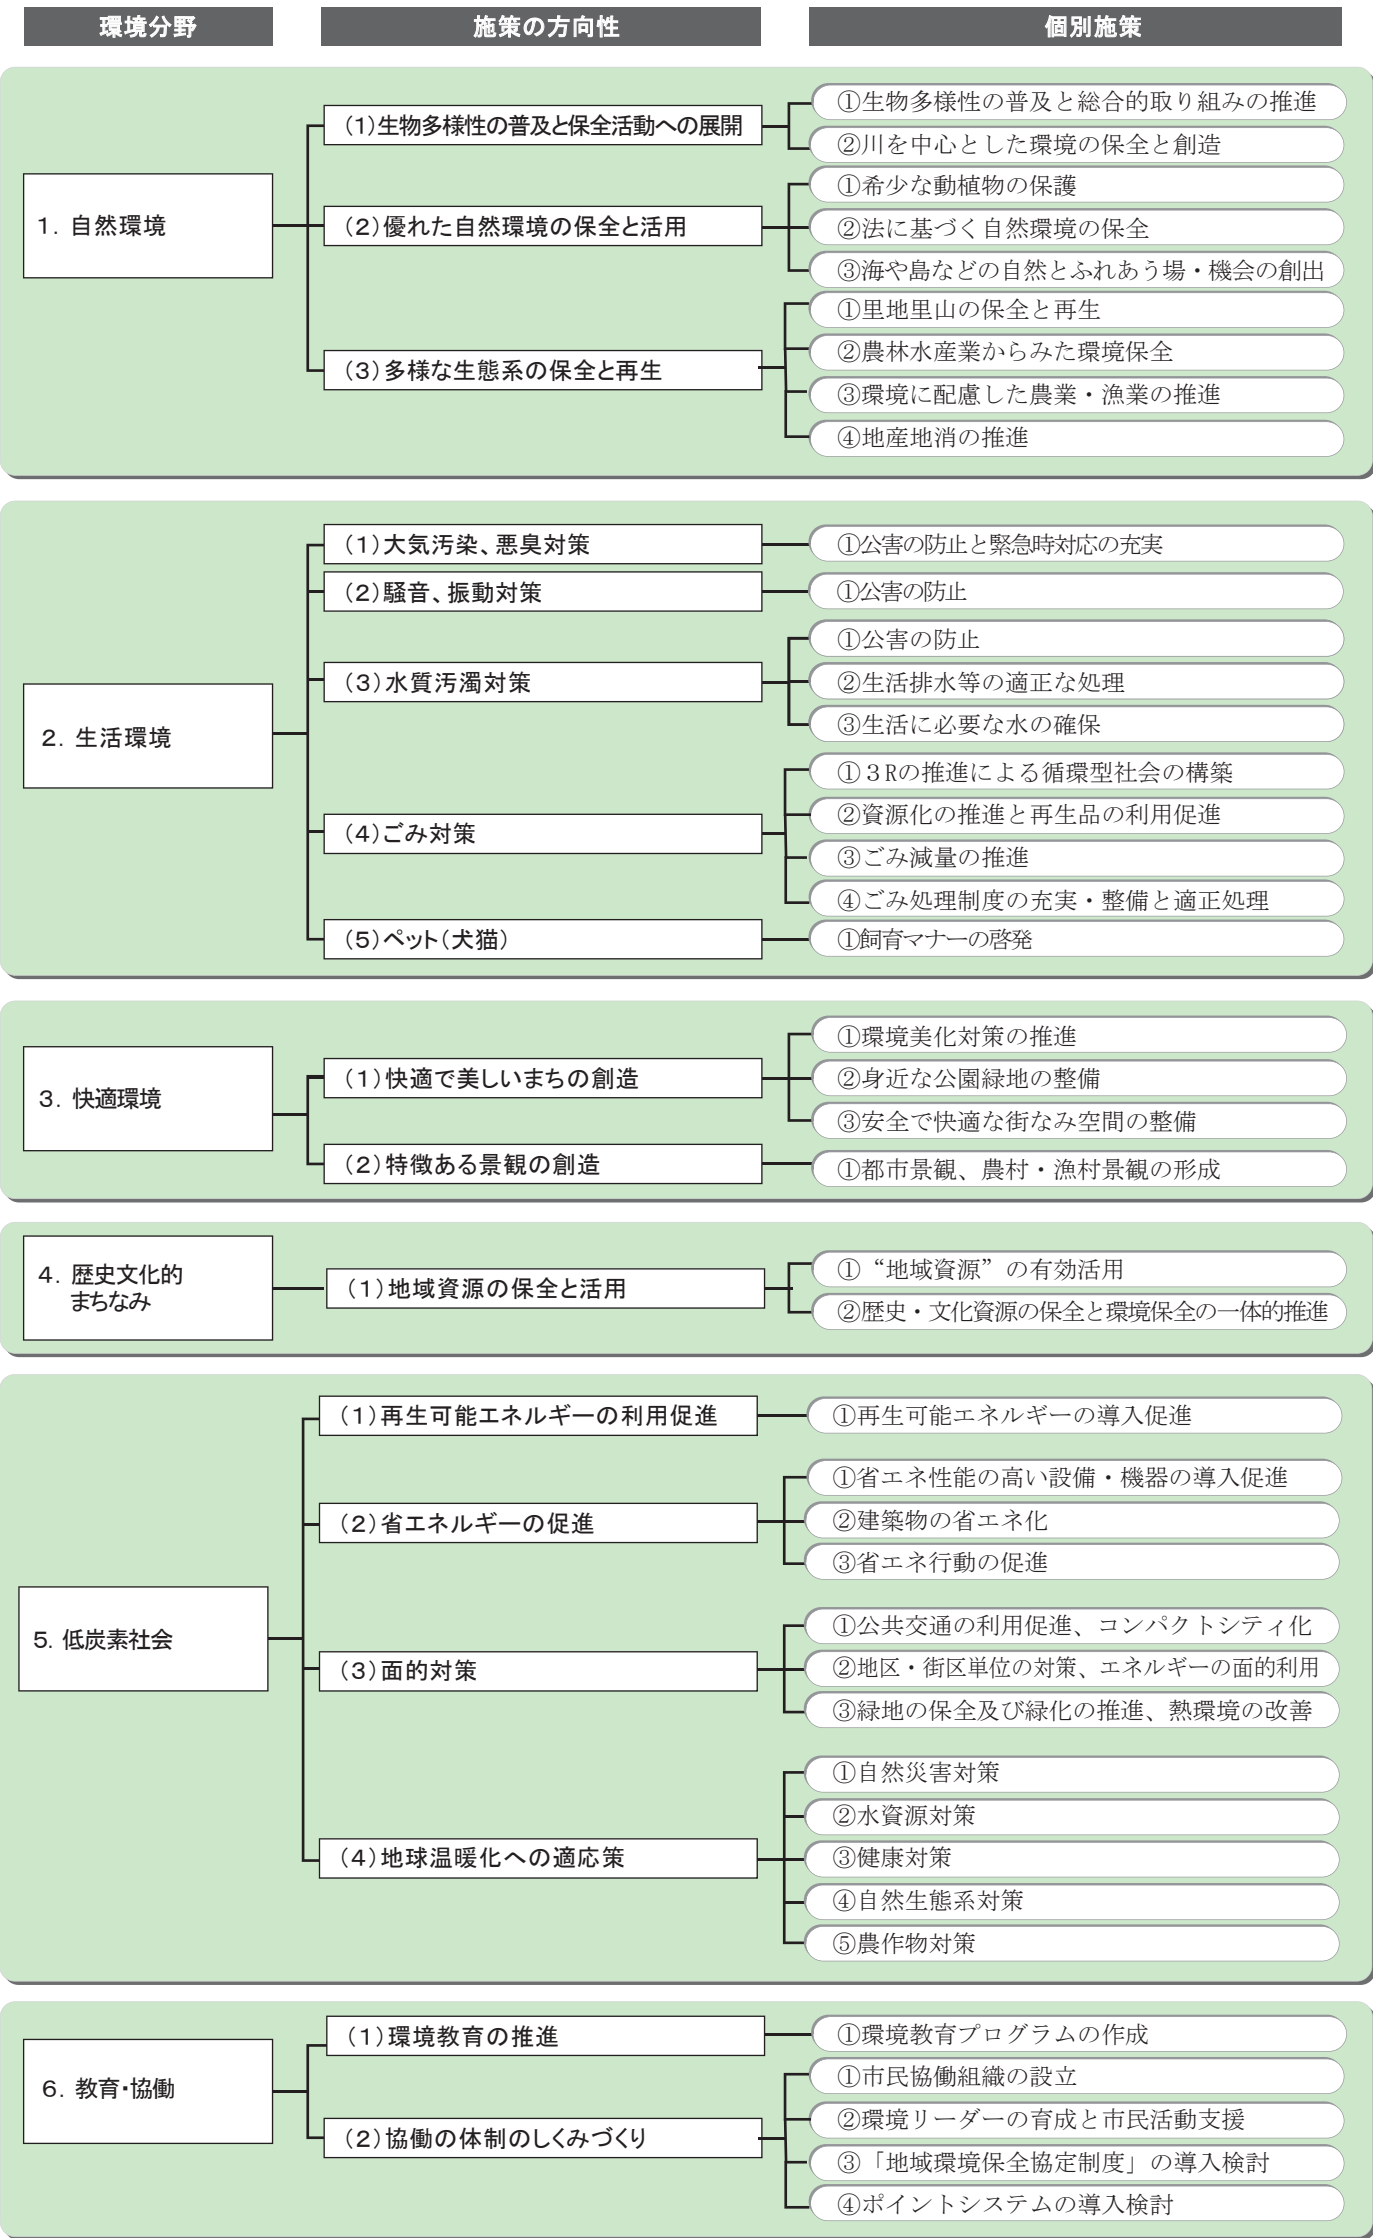 環境分野
施策の方向性
個別施策
1．自然環境
（1）生物多様性の普及と保全活動への展開
①生物多様性の普及と総合的取り組みの推進
②川を中心とした環境の保全と創造
（2）優れた自然環境の保全と活用
①希少な動植物の保護
②法に基づく自然環境の保全
③海や島などの自然とふれあう場・機会の創出
（3）多様な生態系の保全と再生
①里地里山の保全と再生
②農林水産業からみた環境保全
③環境に配慮した農業・漁業の推進
④地産地消の推進
2．生活環境
（1）大気汚染、悪臭対策
①公害の防止と緊急時対応の充実
（2）騒音、振動対策
①公害の防止
（3）水質汚濁対策
①公害の防止
②生活排水等の適正な処理
③生活に必要な水の確保
（4）ごみ対策
①３Rの推進による循環型社会の構築
②資源化の推進と再生品の利用促進
③ごみ減量の推進
④ごみ処理制度の充実・整備と適正処理
（5）ペット（犬猫）
①飼育マナーの啓発
3．快適環境
（1）快適で美しいまちの創造
①環境美化対策の推進
②身近な公園緑地の整備
③安全で快適な街なみ空間の整備
（2）特徴ある景観の創造
①都市景観、農村・漁村景観の形成
4．歴史文化的
まちなみ
（1）地域資源の保全と活用
①“地域資源”の有効活用
②歴史・文化資源の保全と環境保全の一体的推進
5．低炭素社会
（1）再生可能エネルギーの利用促進
①再生可能エネルギーの導入促進
（2）省エネルギーの促進
①省エネ性能の高い設備・機器の導入促進
②建築物の省エネ化
③省エネ行動の促進
（3）面的対策
①公共交通の利用促進、コンパクトシティ化
②地区・街区単位の対策、エネルギーの面的利用
③緑地の保全及び緑化の推進、熱環境の改善
（4）地球温暖化への適応策
①自然災害対策
②水資源対策
③健康対策
④自然生態系対策
⑤農作物対策
6．教育・協働
（1）環境教育の推進
①環境教育プログラムの作成
（2）協働の体制のしくみづくり
①市民協働組織の設立
②環境リーダーの育成と市民活動支援
③「地域環境保全協定制度」の導入検討
④ポイントシステムの導入検討